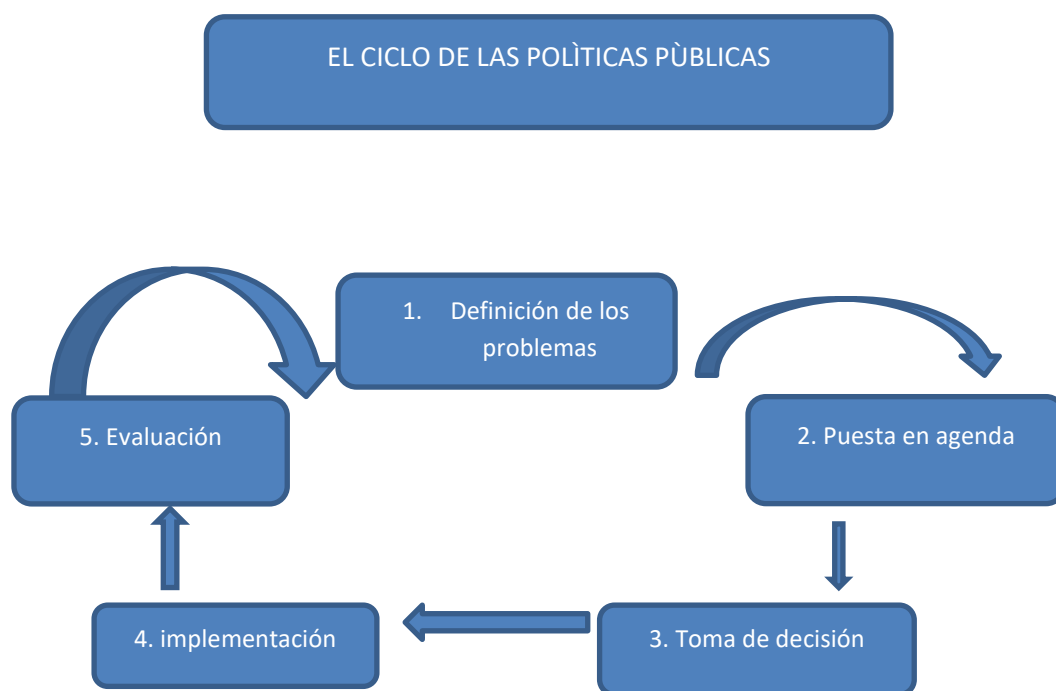 EL CICLO DE LAS POLÌTICAS PÙBLICAS
1. Definición de los
problemas
2. Puesta en agenda
3. Toma de decisión
4. implementación
5. Evaluación